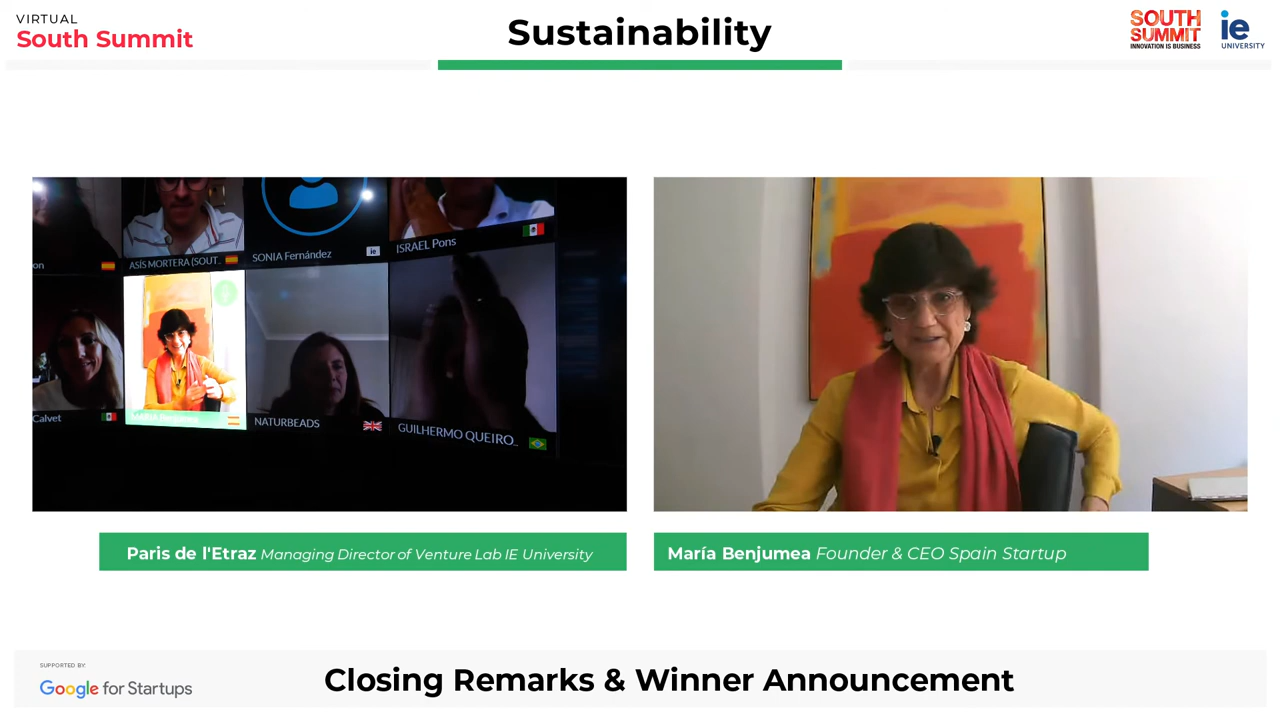 VIRTUAL
South Summit
Sustainability
SOUTH
SUMMIT
INNOVATION IS BUSINESS
ie
UNIVERSITY
on
ASÍS MORTERA (SOUT...
SONIA Fernández
ie
ISRAEL Pons
Calvet
NATURBEADS
GUILHERMO QUEIRO...
Paris de l'Etraz Managing Director of Venture Lab IE University
María Benjumea Founder & CEO Spain Startup
SUPPORTED BY:
Google for Startups
Closing Remarks & Winner Announcement